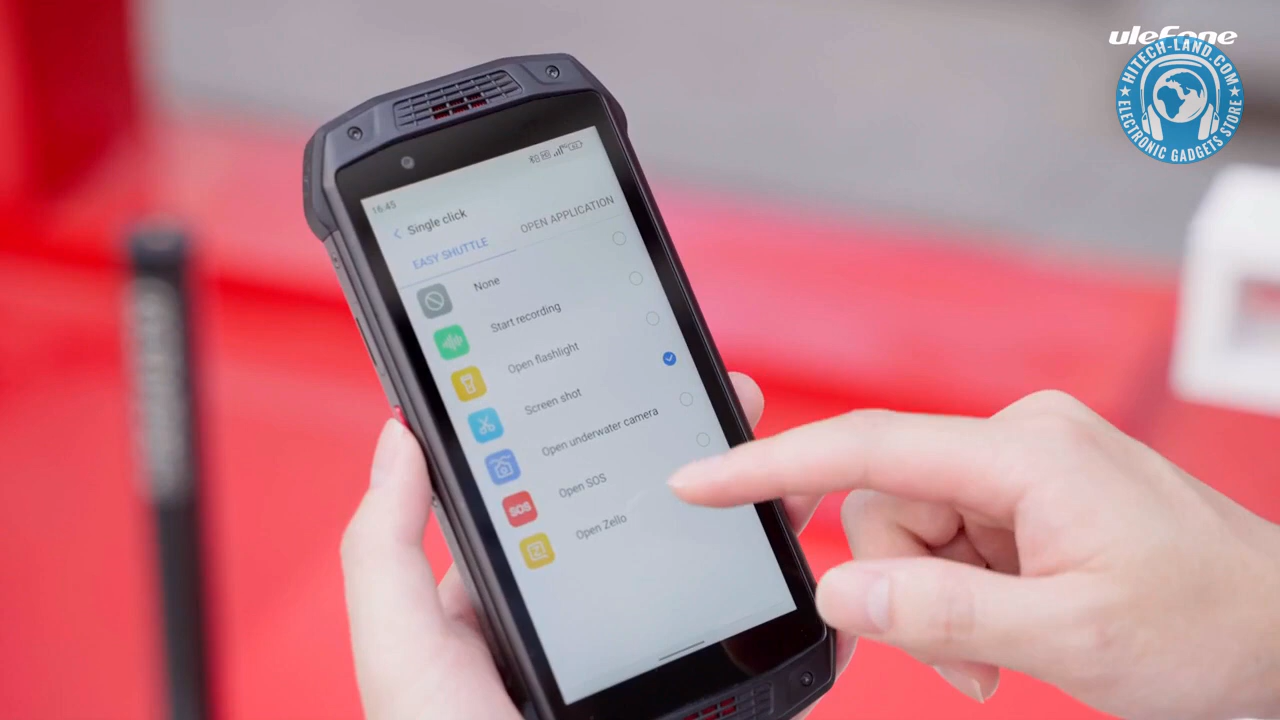 ulefone
HITECH-LAND.COM
ELECTRONIC GADGETS STORE
16:45
Single click
EASY SHUTTLE
OPEN APPLICATION
None
Start recording
Open flashlight
Screen shot
Open underwater camera
SOS
Open SOS
Open Zello